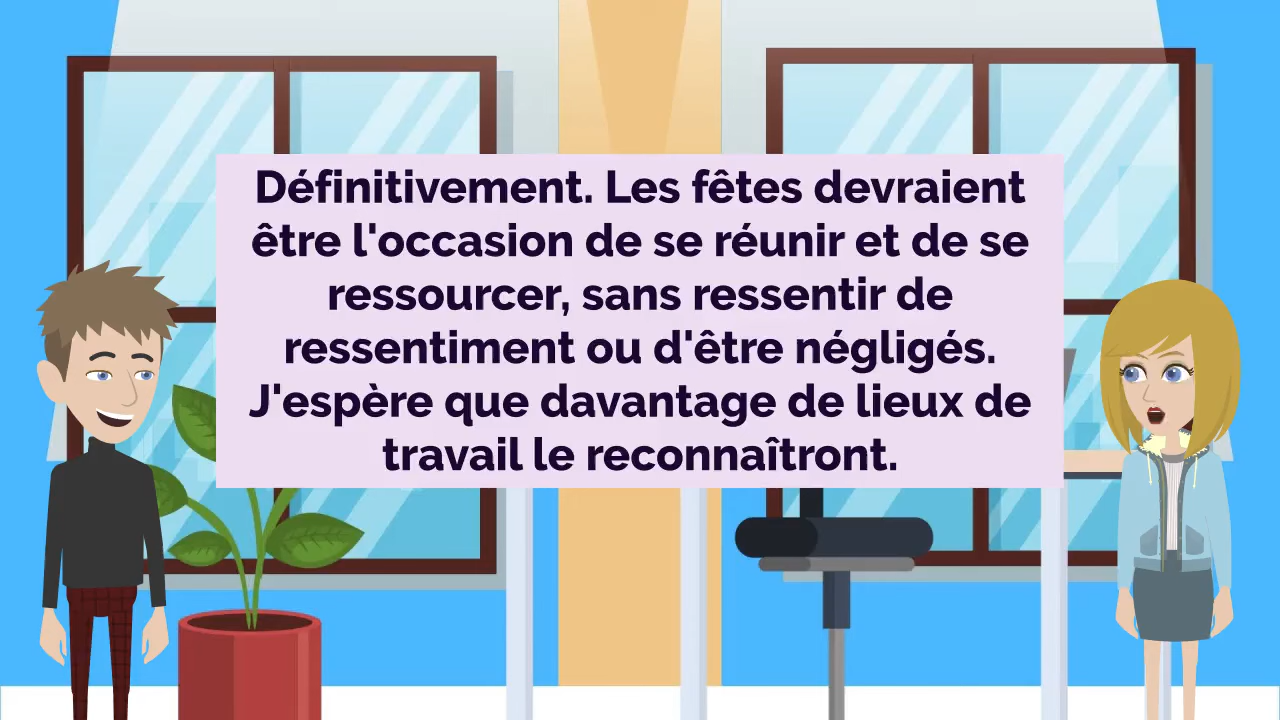 Définitivement. Les fêtes devraient
être l'occasion de se réunir et de se
ressourcer, sans ressentir de
ressentiment ou d'être négligés.
J'espère que davantage de lieux de
travail le reconnaîtront.